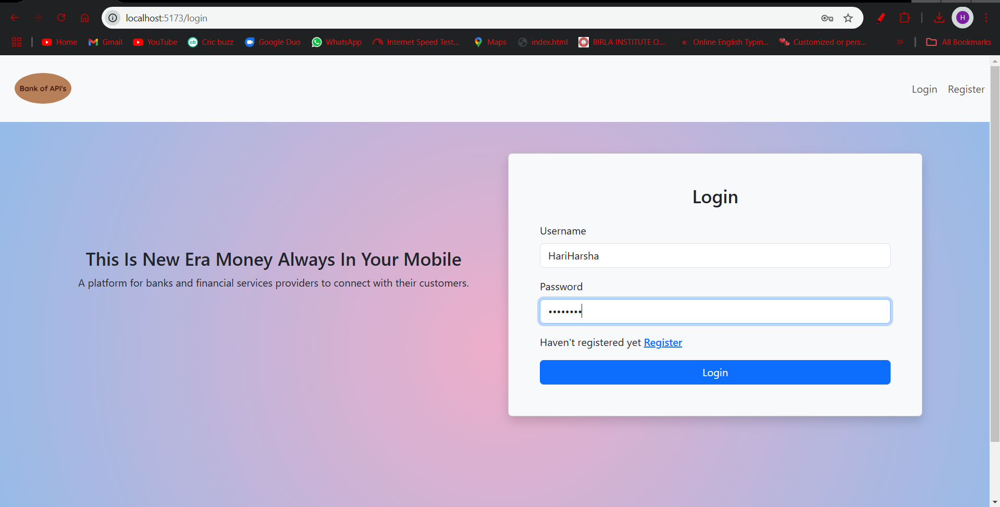 localhost:5173/login
H
Home Gmail YouTube cb Cric buzz Google Duo WhatsApp Internet Speed Test... Maps index.html BIRLA INSTITUTE O... Online English Typin... Customized or pers... » All Bookmarks
Bank of API's
Login Register
This Is New Era Money Always In Your Mobile
A platform for banks and financial services providers to connect with their customers.
Login
Username
HariHarsha
Password
••••••••
Haven't registered yet Register
Login